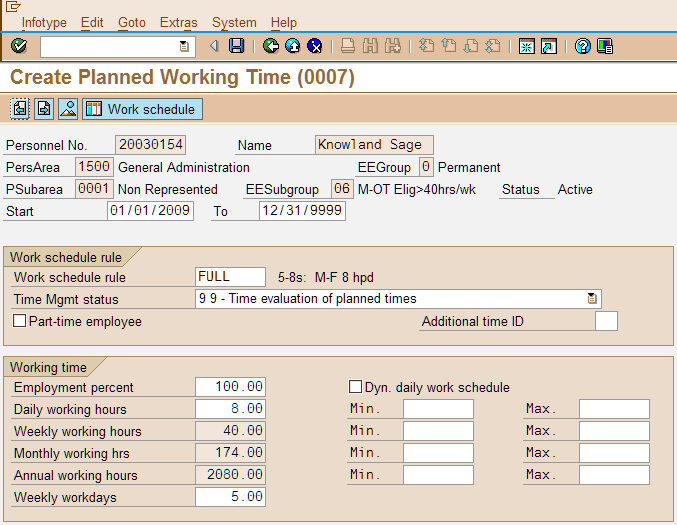 Infotype Edit Goto Extras System Help
Create Planned Working Time (0007)
Work schedule
Personnel No. 20030154 Name Knowland Sage
PersArea 1500 General Administration EEGroup 0 Permanent
PSubarea 0001 Non Represented EESubgroup 06 M-OT Elig>40hrs/wk Status Active
Start 01/01/2009 To 12/31/9999
Work schedule rule
Work schedule rule FULL 5-8s: M-F 8 hpd
Time Mgmt status 9 9 - Time evaluation of planned times
Part-time employee Additional time ID
Working time
Employment percent 100.00 Dyn. daily work schedule
Daily working hours 8.00 Min. Max.
Weekly working hours 40.00 Min. Max.
Monthly working hrs 174.00 Min. Max.
Annual working hours 2080.00 Min. Max.
Weekly workdays 5.00